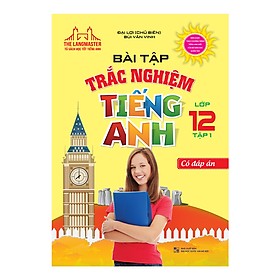 THE LANGMASTER
ĐẠI LỢI (CHỦ BIÊN)
BÙI VĂN VINH
BÀI TẬP
TRẮC NGHIỆM
TIẾNG
ANH
LỚP
12
TẬP 1
Có đáp án